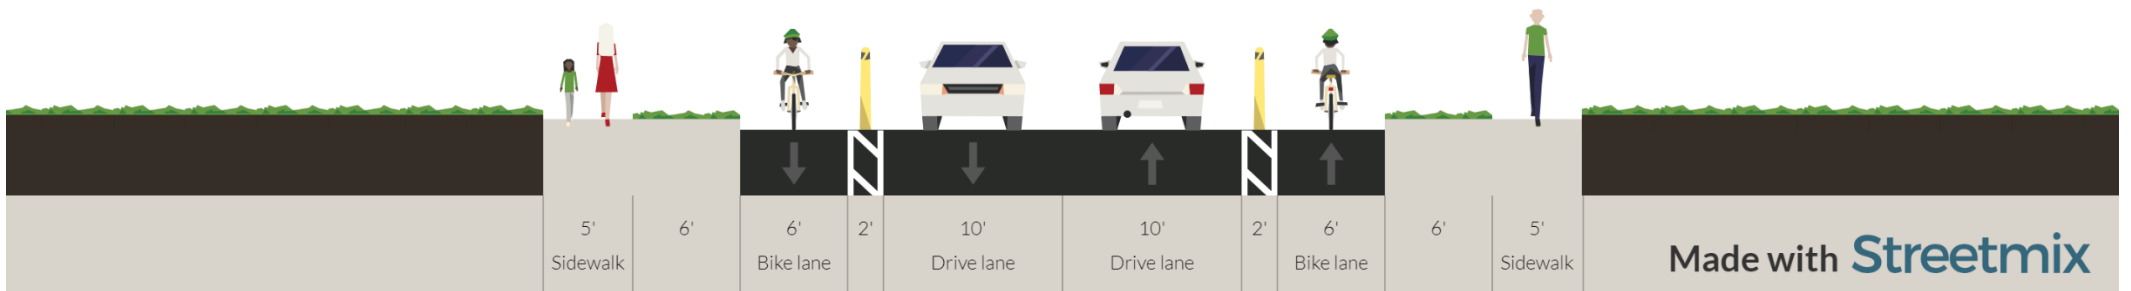 5' 6' 6' 2' 10' 10' 2' 6' 6' 5'
Sidewalk Bike lane Drive lane Drive lane Bike lane Sidewalk
Made with Streetmix